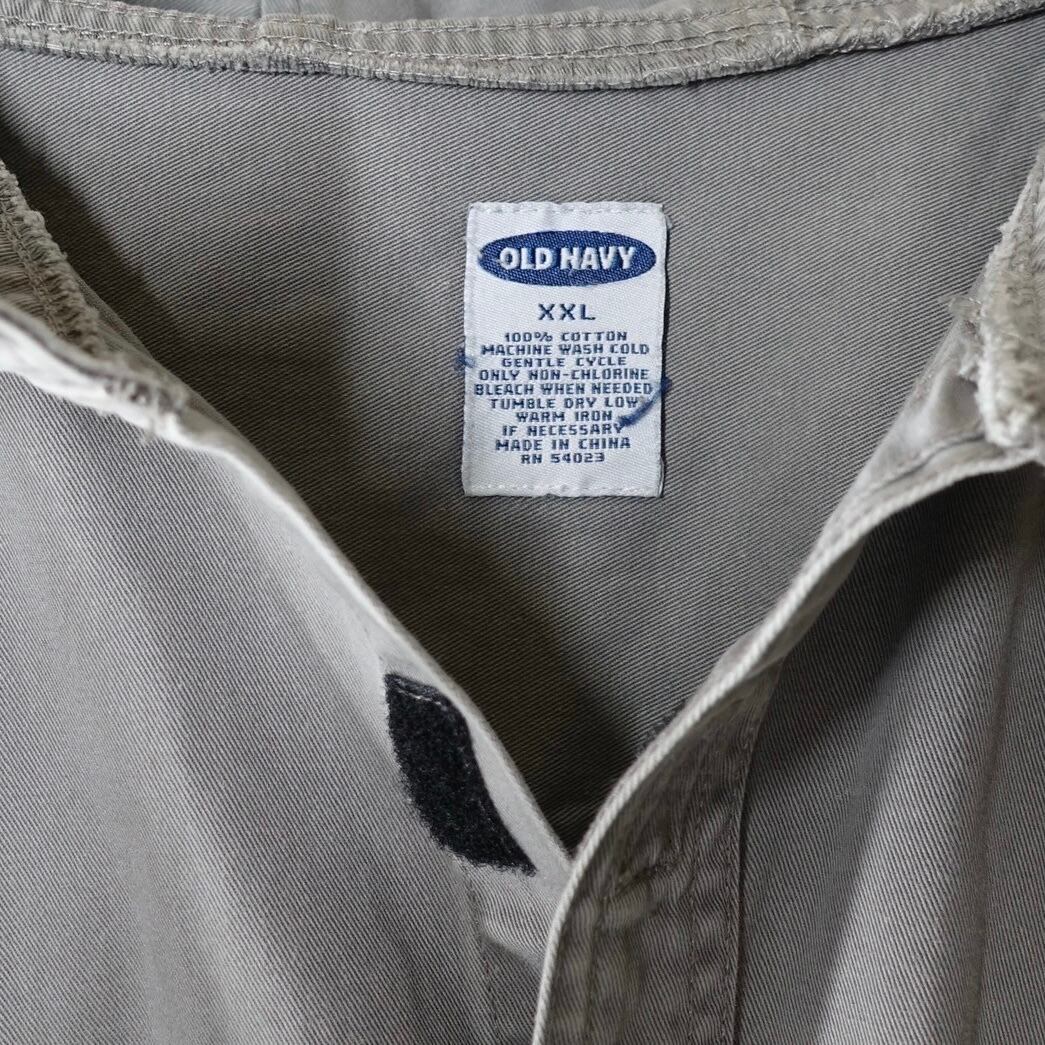 OLD NAVY
XXL
100% COTTON
MACHINE WASH COLD
GENTLE CYCLE
ONLY NON-CHLORINE
BLEACH WHEN NEEDED
TUMBLE DRY LOW
WARM IRON
IF NECESSARY
MADE IN CHINA
RN 54023